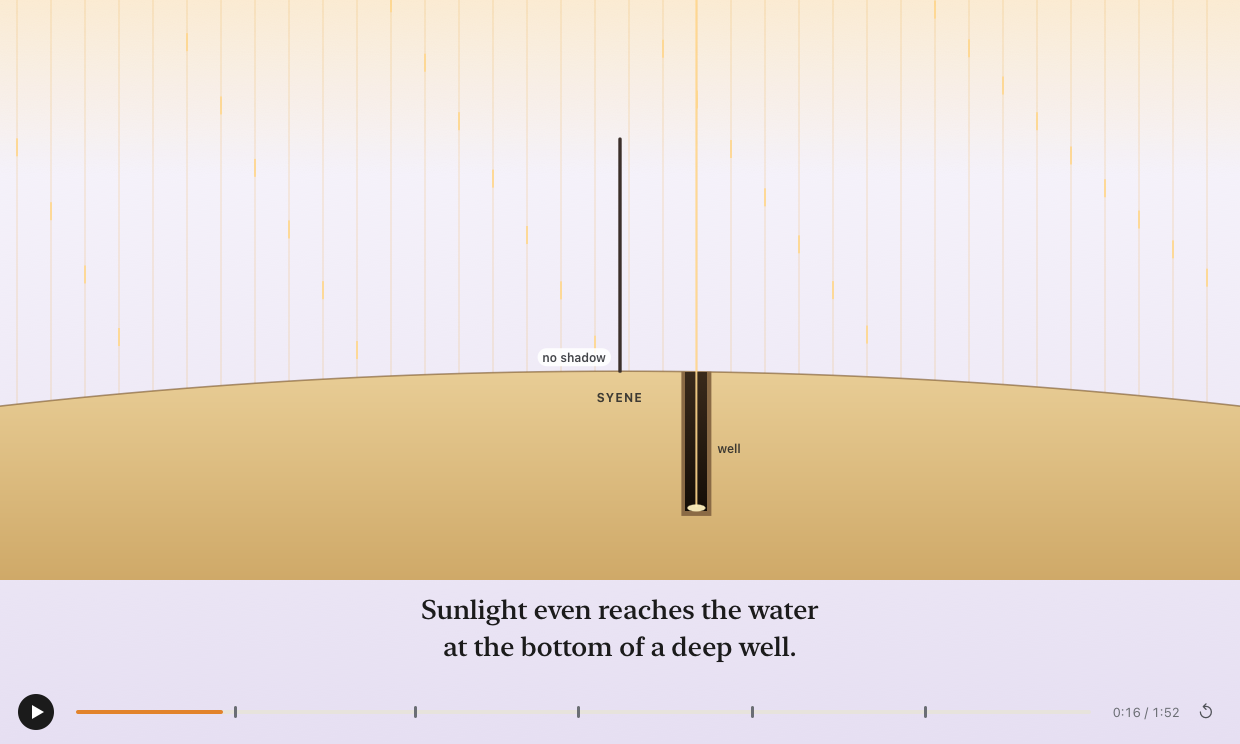 no shadow
SYENE
well
Sunlight even reaches the water
at the bottom of a deep well.
0:16 / 1:52